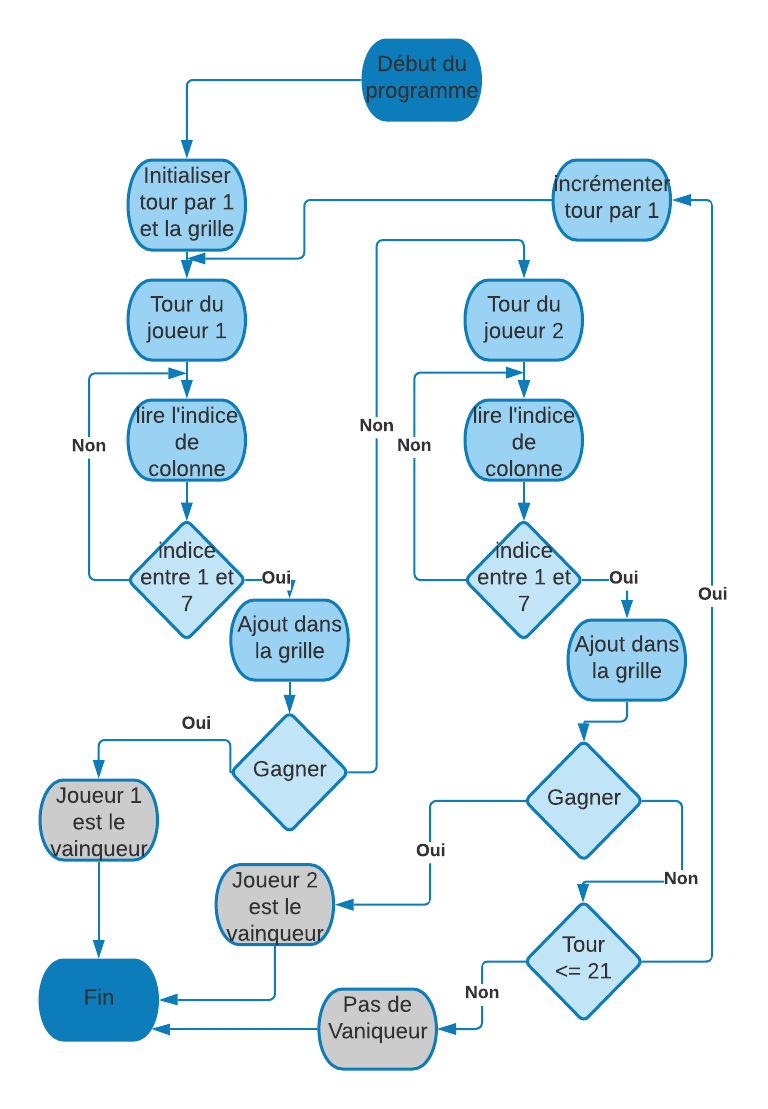 Début du
programme
Initialiser
tour par 1
et la grille
incrémenter
tour par 1
Tour du
joueur 1
Tour du
joueur 2
lire l'indice
de
colonne
lire l'indice
de
colonne
Non
Non
Non
indice
entre 1 et
7
Oui
indice
entre 1 et
7
Oui
Oui
Ajout dans
la grille
Ajout dans
la grille
Oui
Gagner
Gagner
Joueur 1
est le
vainqueur
Oui
Non
Joueur 2
est le
vainqueur
Tour
<= 21
Non
Fin
Pas de
Vaniqueur